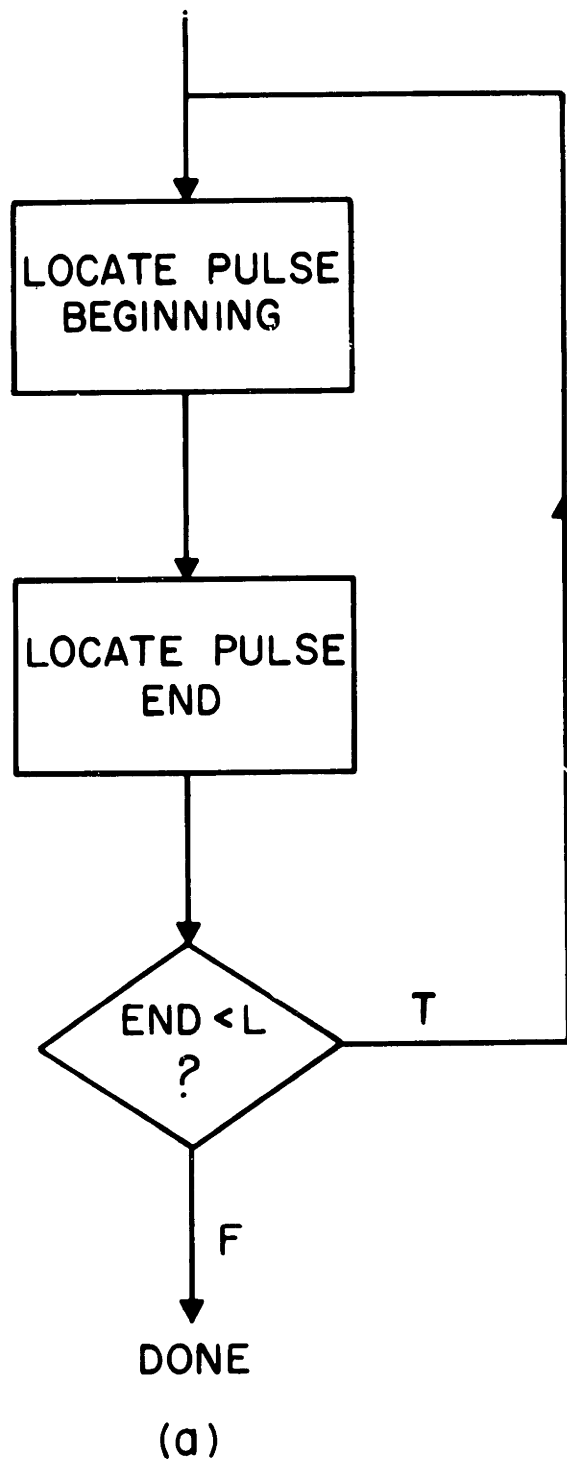 LOCATE PULSE
BEGINNING
LOCATE PULSE
END
END < L
?
T
F
DONE
(a)